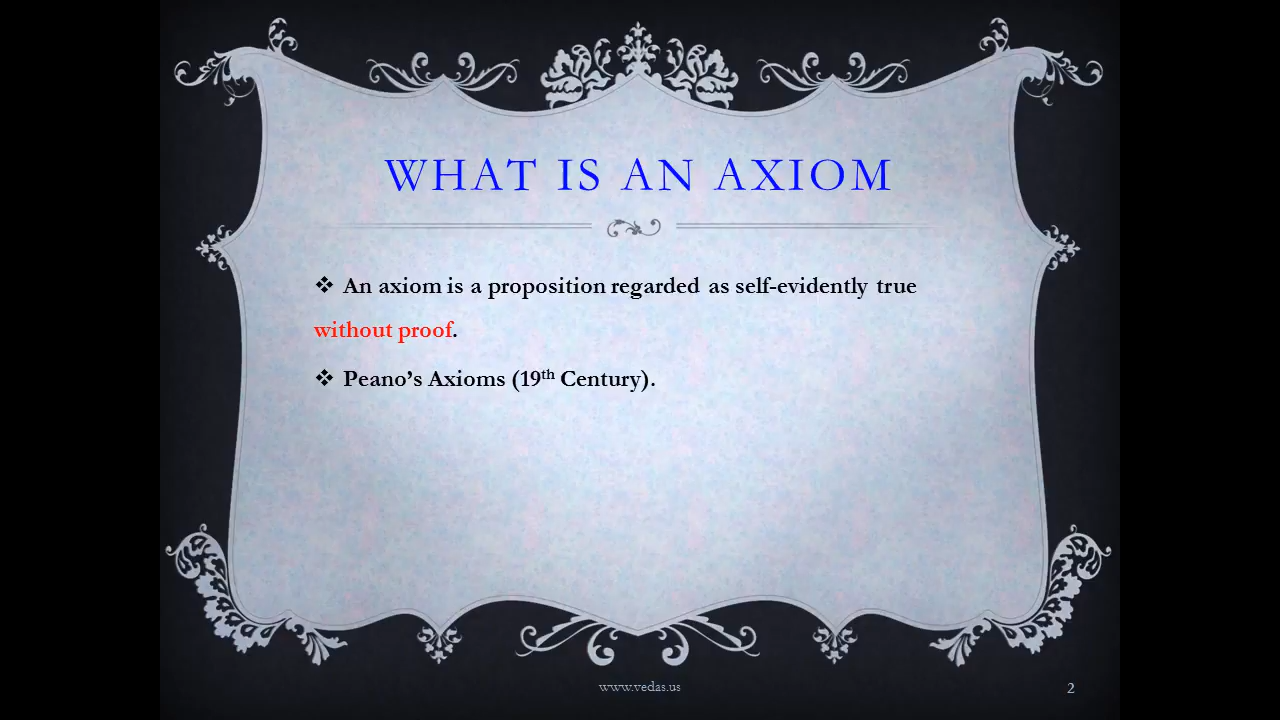 WHAT IS AN AXIOM
❖ An axiom is a proposition regarded as self-evidently true
without proof.
❖ Peano’s Axioms (19th Century).
www.vedas.us
2